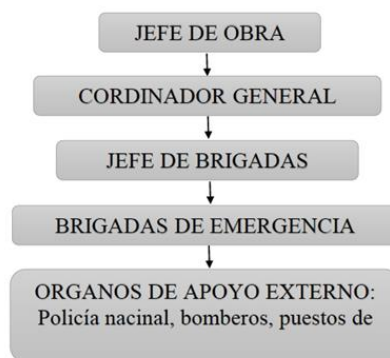 JEFE DE OBRA
CORDINADOR GENERAL
JEFE DE BRIGADAS
BRIGADAS DE EMERGENCIA
ORGANOS DE APOYO EXTERNO:
Policía nacinal, bomberos, puestos de